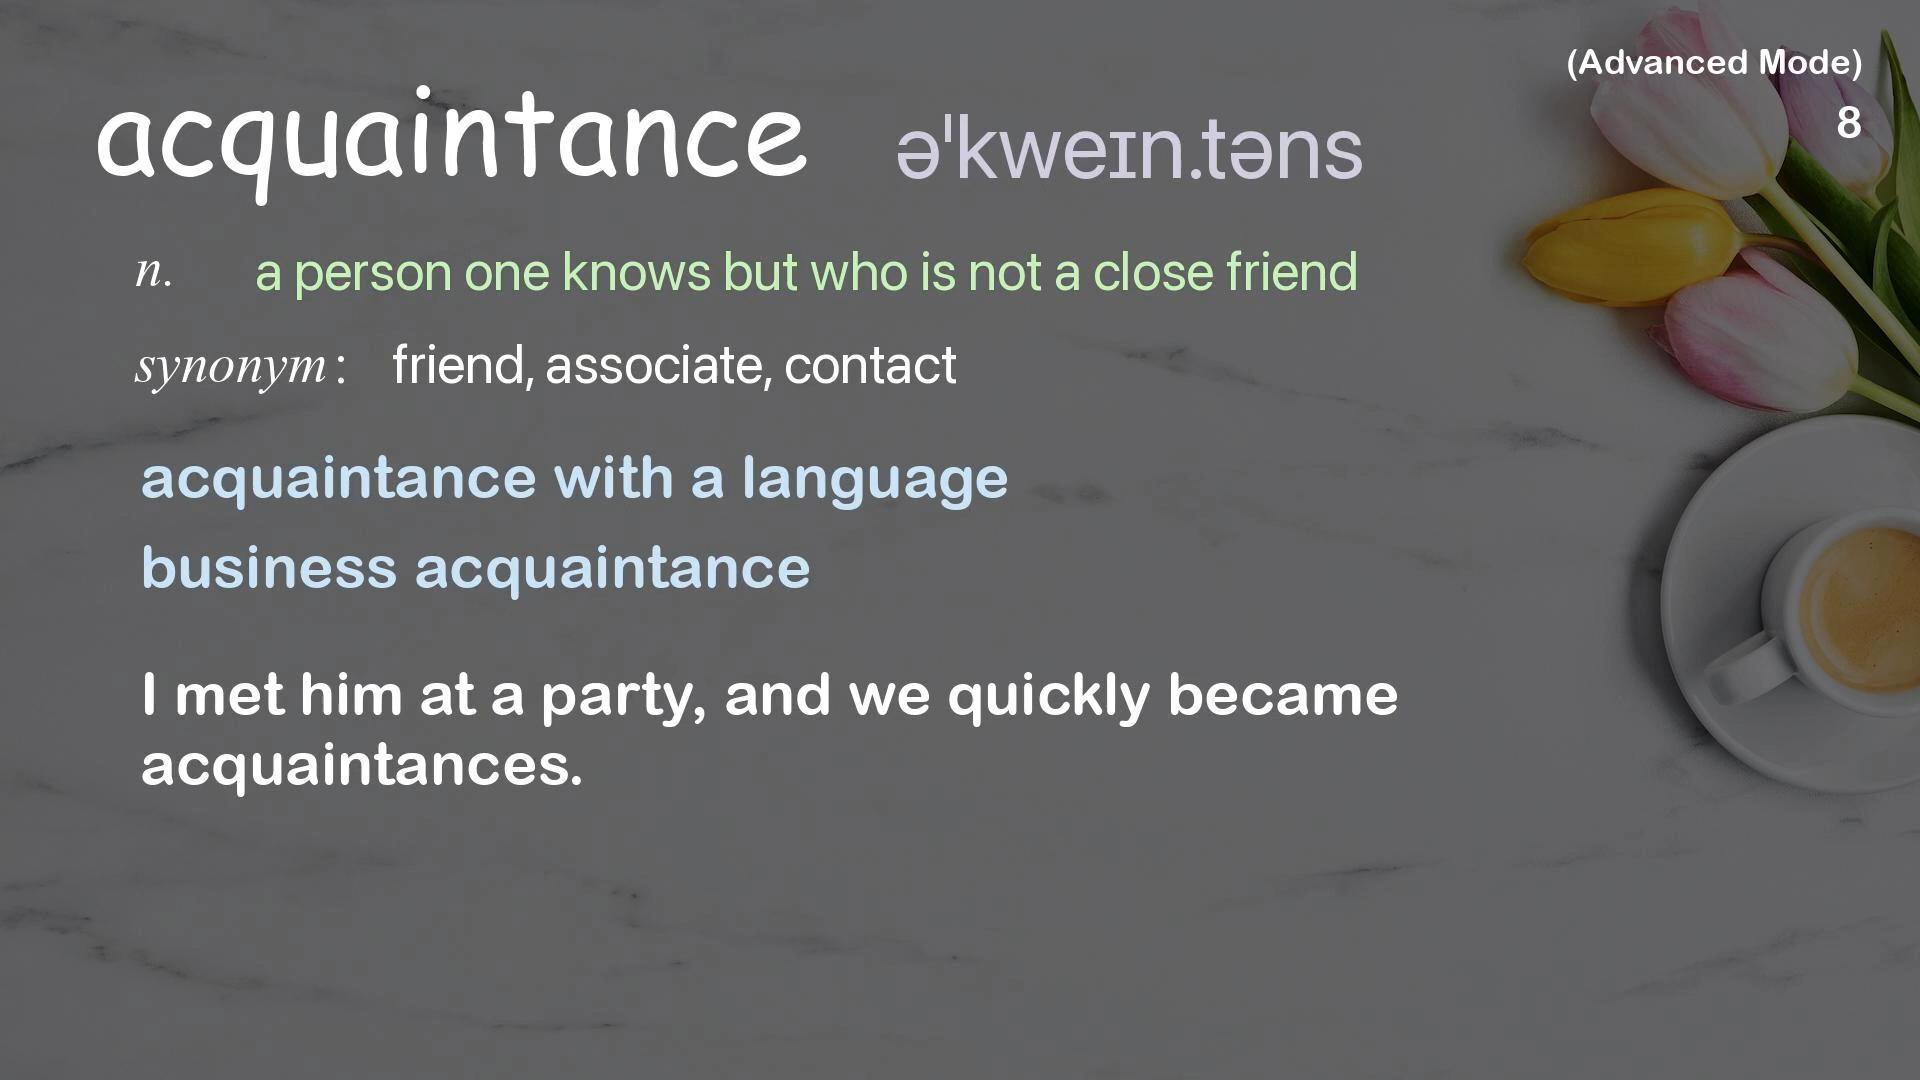 (Advanced Mode)
8
acquaintance əˈkweɪn.təns
n. a person one knows but who is not a close friend
synonym: friend, associate, contact
acquaintance with a language
business acquaintance
I met him at a party, and we quickly became
acquaintances.